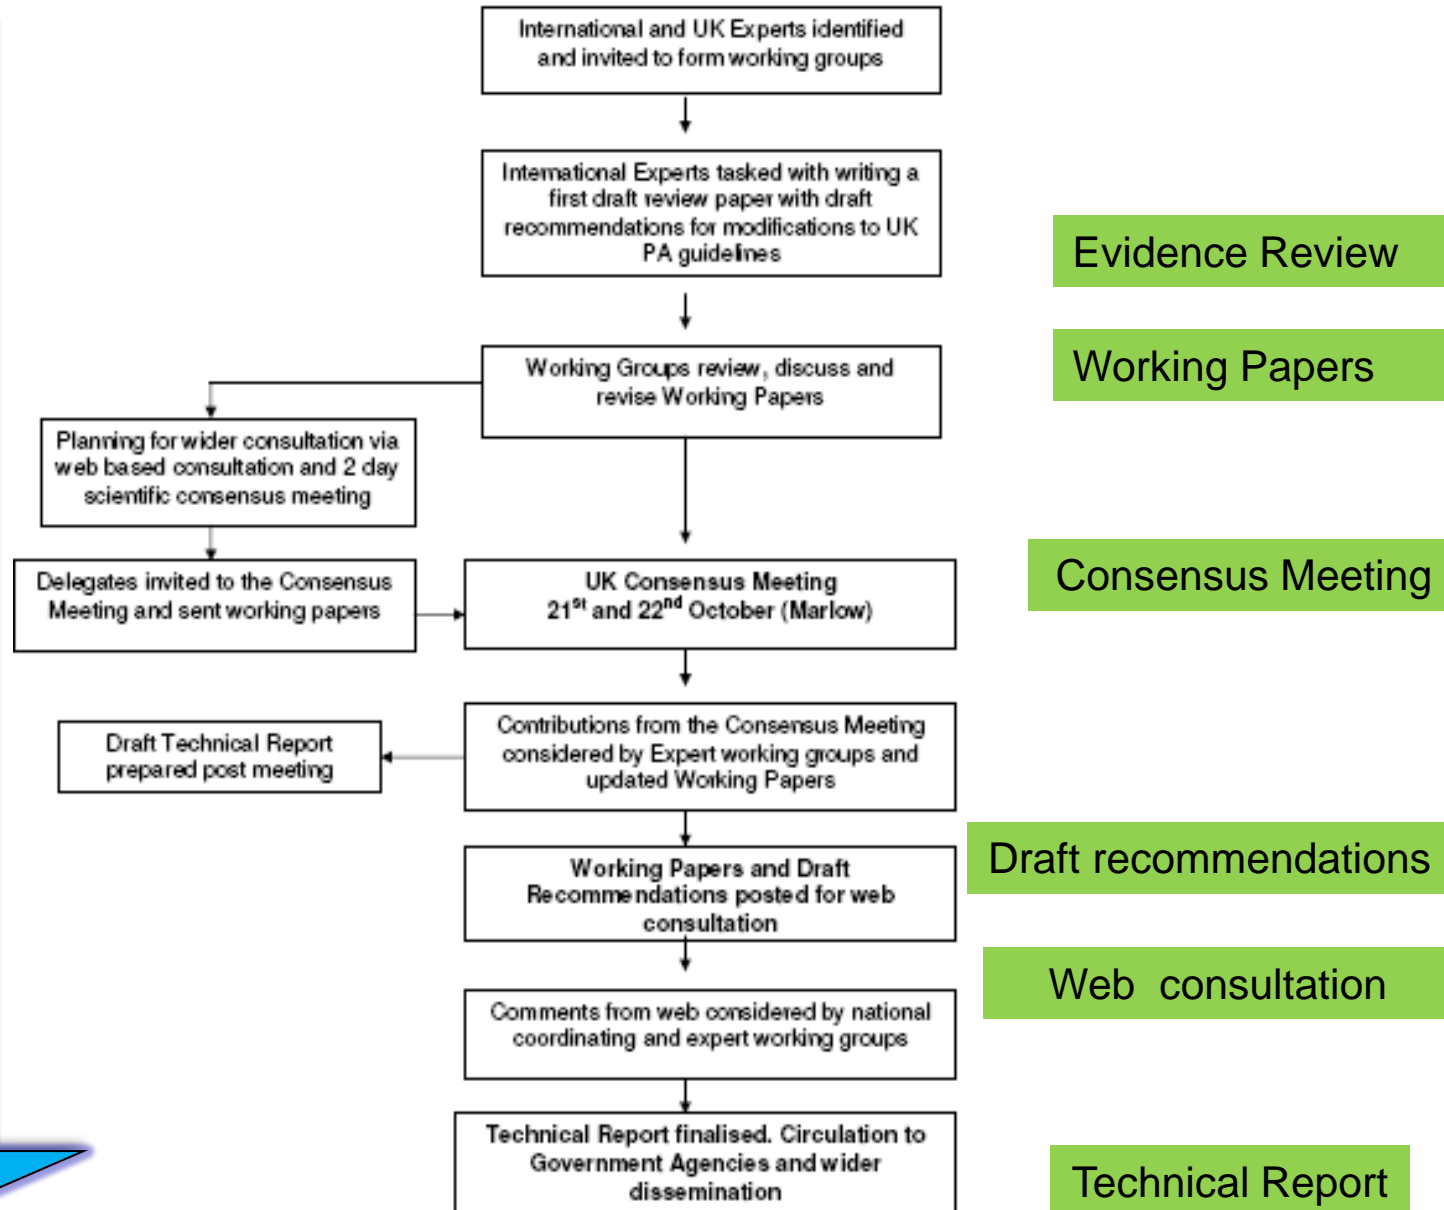 International and UK Experts identified
and invited to form working groups
International Experts tasked with writing a
first draft review paper with draft
recommendations for modifications to UK
PA guidelines
Evidence Review
Working Groups review, discuss and
revise Working Papers
Working Papers
Planning for wider consultation via
web based consultation and 2 day
scientific consensus meeting
Delegates invited to the Consensus
Meeting and sent working papers
UK Consensus Meeting
21st and 22nd October (Marlow)
Consensus Meeting
Contributions from the Consensus Meeting
considered by Expert working groups and
updated Working Papers
Draft Technical Report
prepared post meeting
Working Papers and Draft
Recommendations posted for web
consultation
Draft recommendations
Web consultation
Comments from web considered by national
coordinating and expert working groups
Technical Report finalised. Circulation to
Government Agencies and wider
dissemination
Technical Report